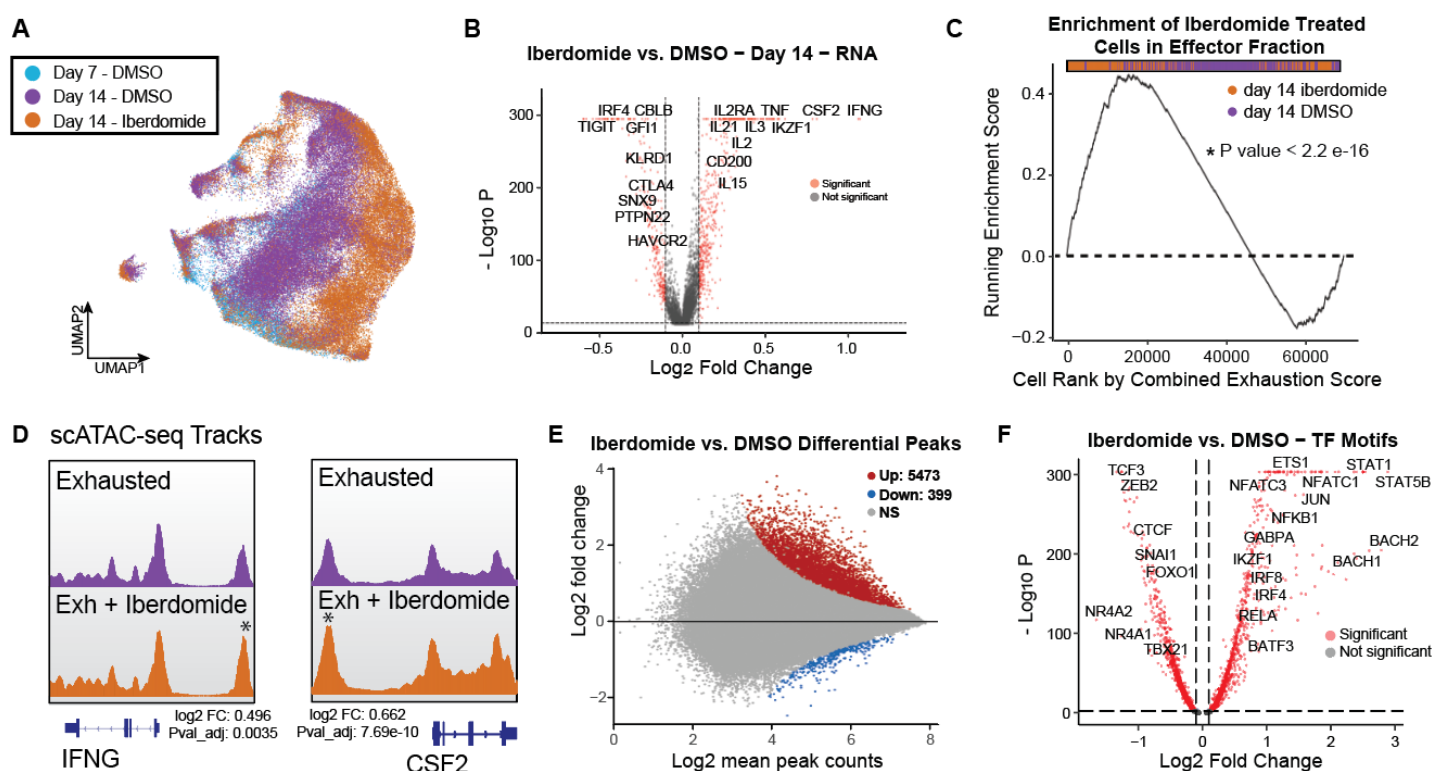 A
Day 7 - DMSO
Day 14 - DMSO
Day 14 - Iberdomide
UMAP2
UMAP1
B
Iberdomide vs. DMSO − Day 14 − RNA
- Log10 P
300
200
100
0
IRF4 CBLB
IL2RA TNF CSF2 IFNG
TIGIT GFI1
IL21 IL3 IKZF1
IL2
KLRD1
CD200
CTLA4
IL15
SNX9
PTPN22
HAVCR2
Significant
Not significant
−0.5 0.0 0.5 1.0
Log2 Fold Change
C
Enrichment of Iberdomide Treated
Cells in Effector Fraction
day 14 iberdomide
day 14 DMSO
* P value < 2.2 e-16
Running Enrichment Score
0.4
0.2
0.0
−0.2
0 20000 40000 60000
Cell Rank by Combined Exhaustion Score
D
scATAC-seq Tracks
Exhausted
Exh + Iberdomide
*
log2 FC: 0.496
Pval_adj: 0.0035
IFNG
Exhausted
Exh + Iberdomide
*
log2 FC: 0.662
Pval_adj: 7.69e-10
CSF2
E
Iberdomide vs. DMSO Differential Peaks
Up: 5473
Down: 399
NS
Log2 fold change
4
2
0
−2
0 2 4 6 8
Log2 mean peak counts
F
Iberdomide vs. DMSO − TF Motifs
- Log10 P
300
200
100
0
TCF3
ETS1 STAT1
ZEB2
NFATC3 NFATC1 STAT5B
JUN
CTCF
NFKB1
SNAI1
GABPA BACH2
FOXO1
IKZF1 BACH1
IRF8
IRF4
NR4A2
RELA
NR4A1
TBX21
BATF3
Significant
Not significant
−1 0 1 2 3
Log2 Fold Change